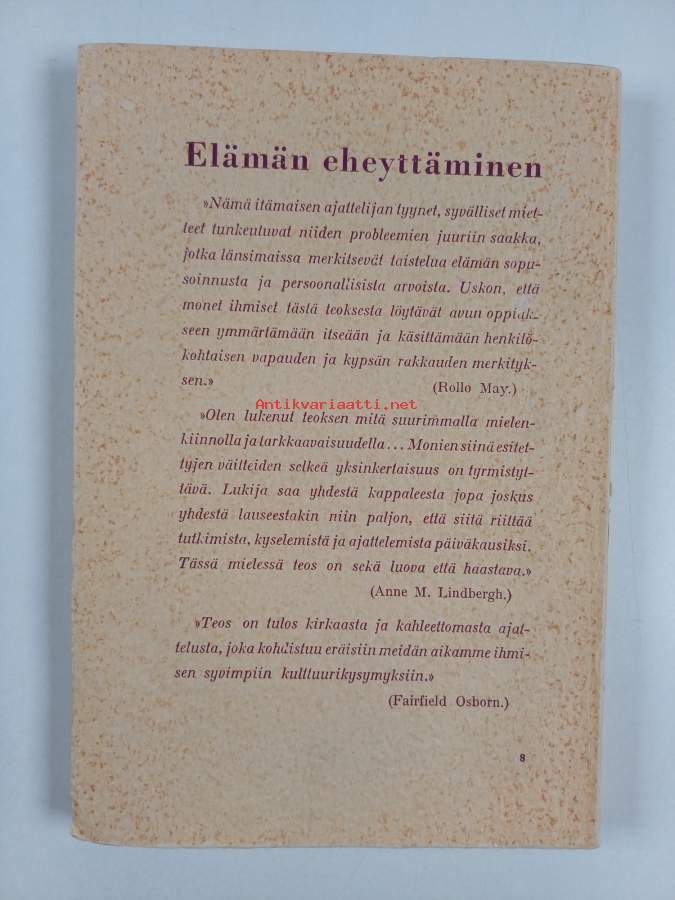 Elämän eheyttäminen
»Nämä itämaisen ajattelijan tyynet, syvälliset miet-
teet tunkeutuvat niiden probleemien juuriin saakka,
jotka länsimaissa merkitsevät taistelua elämän sopu-
soinnusta ja persoonallisista arvoista. Uskon, että
monet ihmiset tästä teoksesta löytävät avun oppiak-
seen ymmärtämään itseään ja käsittämään henkilö-
kohtaisen vapauden ja kypsän rakkauden merkityk-
sen.»
(Rollo May.)
Antikvariaatti.net
»Olen lukenut teoksen mitä suurimmalla mielen-
kiinnolla ja tarkkaavaisuudella... Monien siinä esitet-
tyjen väitteiden selkeä yksinkertaisuus on tyrmistyt-
tävä. Lukija saa yhdestä kappaleesta jopa joskus
yhdestä lauseestakin niin paljon, että siitä riittää
tutkimista, kyselemistä ja ajattelemista päiväkausiksi.
Tässä mielessä teos on sekä luova että haastava.»
(Anne M. Lindbergh.)
»Teos on tulos kirkaasta ja kahleettomasta ajat-
telusta, joka kohdistuu eräisiin meidän aikamme ihmi-
sen syvimpiin kulttuurikysymyksiin.»
(Fairfield Osborn.)
8